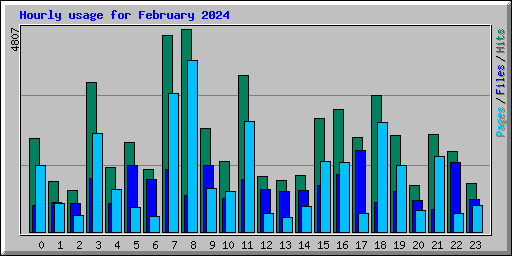 Hourly usage for February 2024
4807
Pages / Files / Hits
0 1 2 3 4 5 6 7 8 9 10 11 12 13 14 15 16 17 18 19 20 21 22 23